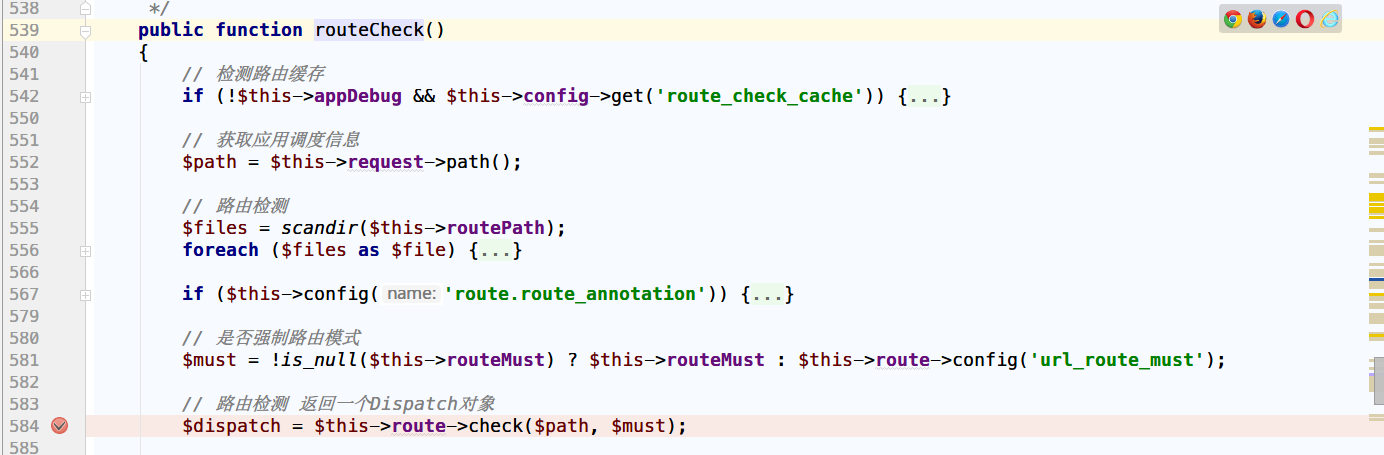 538 */
539 public function routeCheck()
540 {
541 // 检测路由缓存
542 if (!$this->appDebug && $this->config->get('route_check_cache')) {...}
550
551 // 获取应用调度信息
552 $path = $this->request->path();
553
554 // 路由检测
555 $files = scandir($this->routePath);
556 foreach ($files as $file) {...}
566
567 if ($this->config( name: 'route.route_annotation')) {...}
579
580 // 是否强制路由模式
581 $must = !is_null($this->routeMust) ? $this->routeMust : $this->route->config('url_route_must');
582
583 // 路由检测 返回一个Dispatch对象
584 $dispatch = $this->route->check($path, $must);
585